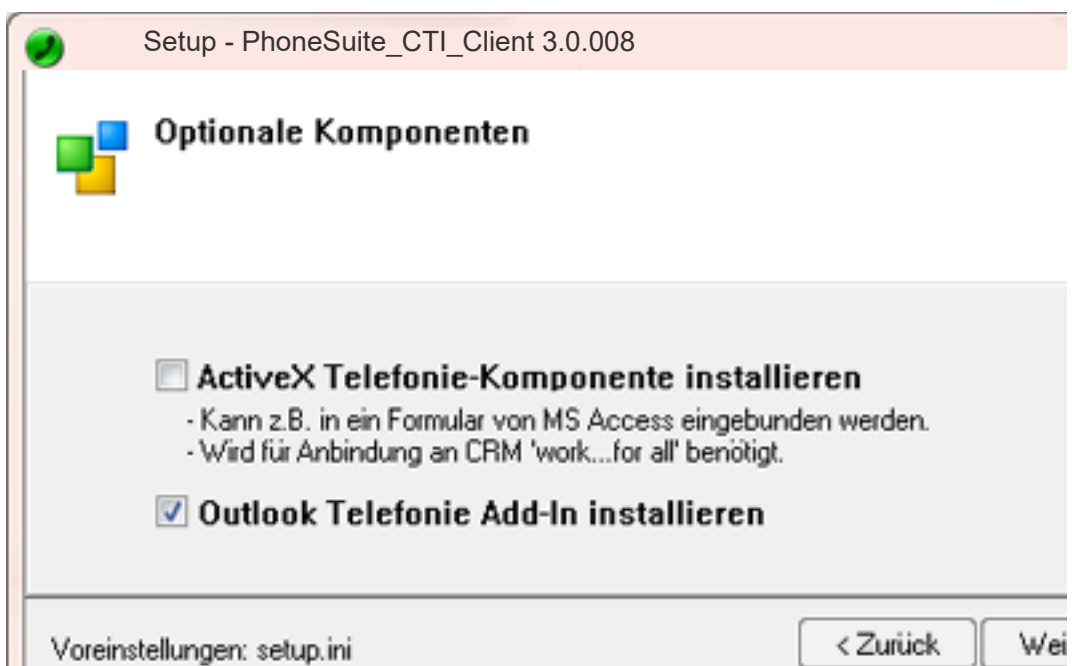 Setup - PhoneSuite_CTI_Client 3.0.008
Optionale Komponenten
ActiveX Telefonie-Komponente installieren
- Kann z.B. in ein Formular von MS Access eingebunden werden.
- Wird für Anbindung an CRM 'work...for all' benötigt.
Outlook Telefonie Add-In installieren
Voreinstellungen: setup.ini
< Zurück